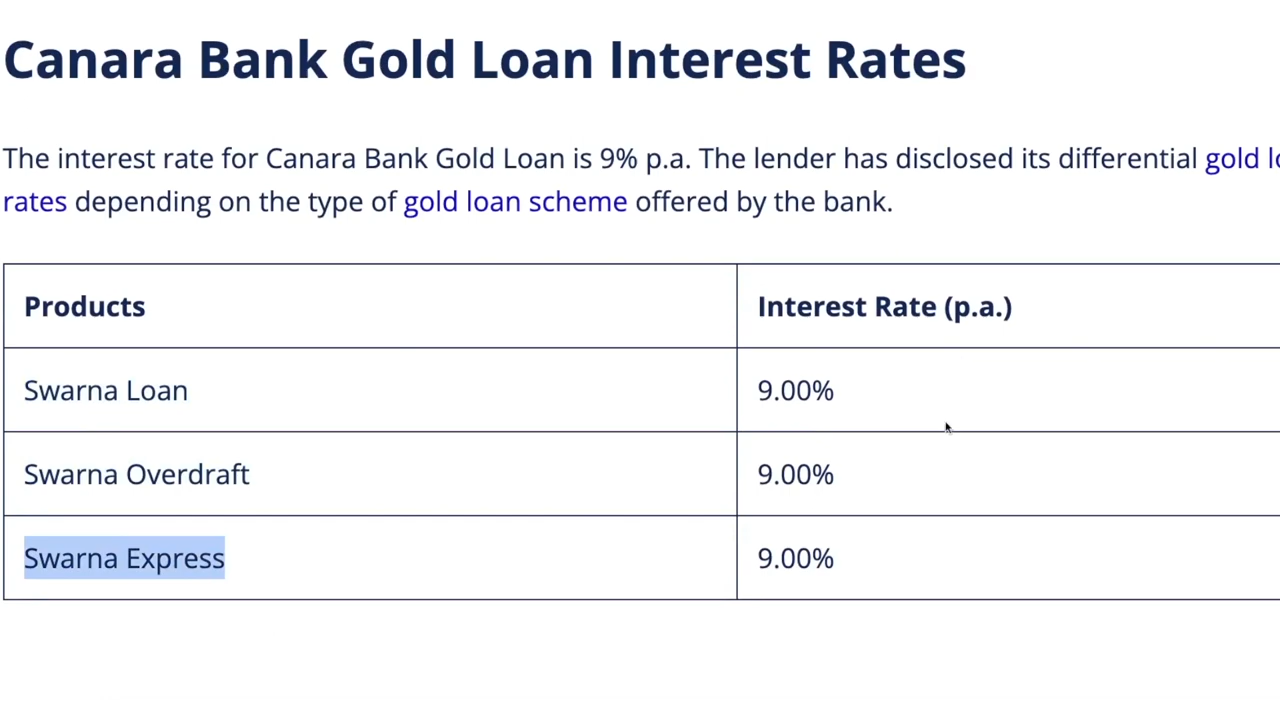 Canara Bank Gold Loan Interest Rates
The interest rate for Canara Bank Gold Loan is 9% p.a. The lender has disclosed its differential gold
rates depending on the type of gold loan scheme offered by the bank.
Products Interest Rate (p.a.)
Swarna Loan 9.00%
Swarna Overdraft 9.00%
Swarna Express 9.00%